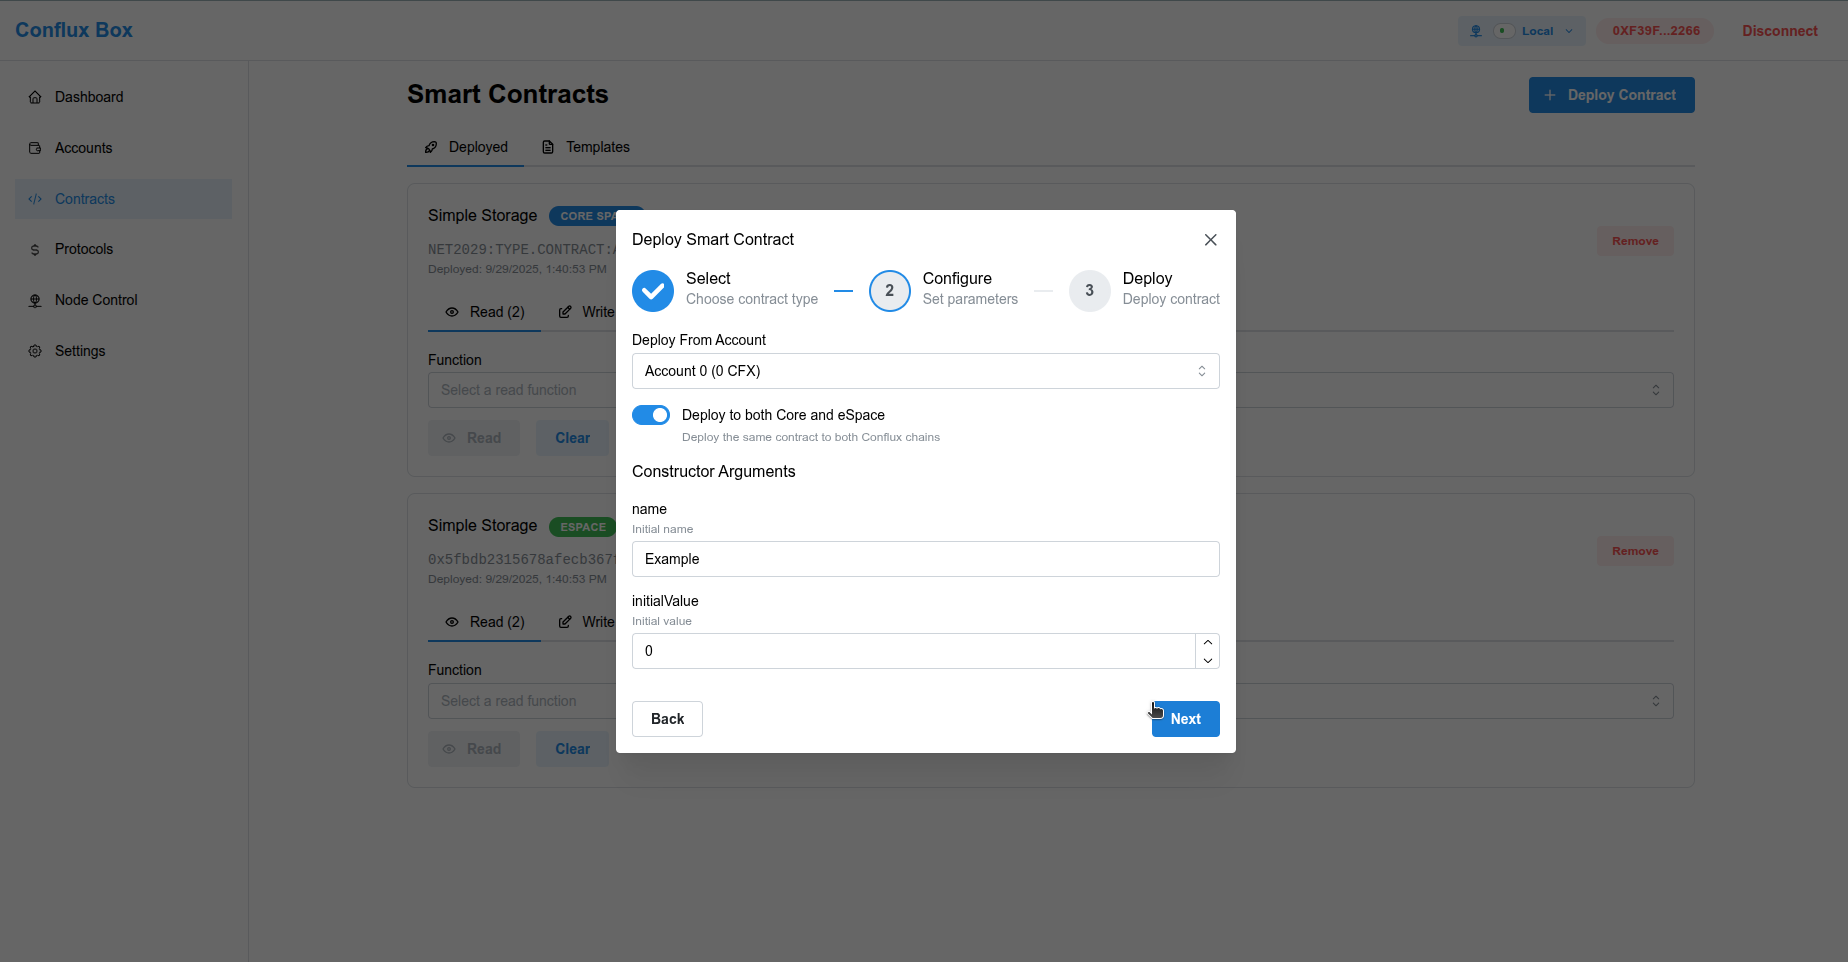 Conflux Box
Local
0XF39F...2266
Disconnect
Dashboard
Accounts
Contracts
Protocols
Node Control
Settings
Smart Contracts
Deploy Contract
Deployed
Templates
Simple Storage
CORE SPA
NET2029:TYPE.CONTRACT:
Deployed: 9/29/2025, 1:40:53 PM
Remove
Read (2)
Write
Function
Select a read function
Read
Clear
Simple Storage
ESPACE
0x5fbdb2315678afecb367
Deployed: 9/29/2025, 1:40:53 PM
Remove
Read (2)
Write
Function
Select a read function
Read
Clear
Deploy Smart Contract
Select
Choose contract type
2
Configure
Set parameters
3
Deploy
Deploy contract
Deploy From Account
Account 0 (0 CFX)
Deploy to both Core and eSpace
Deploy the same contract to both Conflux chains
Constructor Arguments
name
Initial name
Example
initialValue
Initial value
0
Back
Next